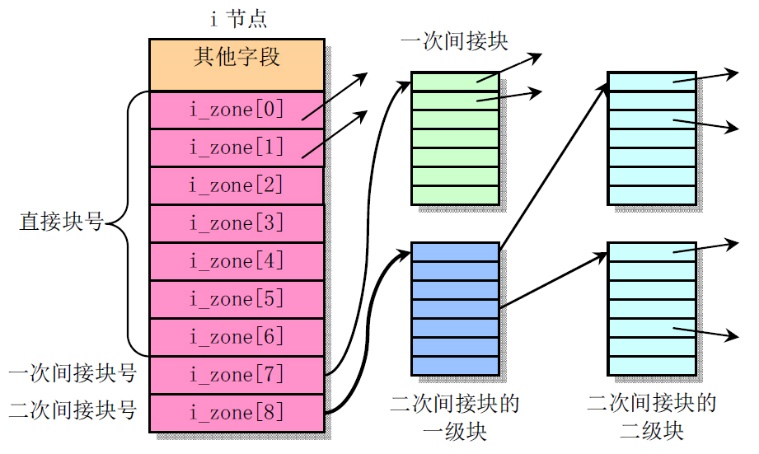 i 节点
其他字段
i_zone[0]
i_zone[1]
i_zone[2]
i_zone[3]
i_zone[4]
i_zone[5]
i_zone[6]
i_zone[7]
i_zone[8]
直接块号
一次间接块号
二次间接块号
一次间接块
二次间接块的
一级块
二次间接块的
二级块